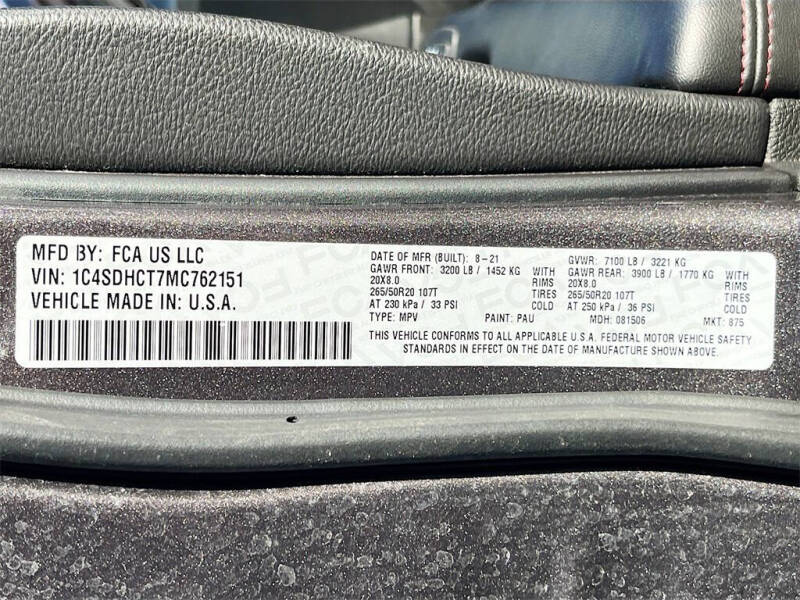 MFD BY: FCA US LLC
VIN: 1C4SDHCT7MC762151
VEHICLE MADE IN: U.S.A.
DATE OF MFR (BUILT): 8-21
GAWR FRONT: 3200 LB / 1452 KG WITH
20X8.0 RIMS
265/50R20 107T TIRES
AT 230 kPa / 33 PSI COLD
TYPE: MPV PAINT: PAU
GVWR: 7100 LB / 3221 KG
GAWR REAR: 3900 LB / 1770 KG WITH
20X8.0 RIMS
265/50R20 107T TIRES
AT 250 kPa / 36 PSI COLD
MDH: 081506 MKT: 875
THIS VEHICLE CONFORMS TO ALL APPLICABLE U.S.A. FEDERAL MOTOR VEHICLE SAFETY
STANDARDS IN EFFECT ON THE DATE OF MANUFACTURE SHOWN ABOVE.